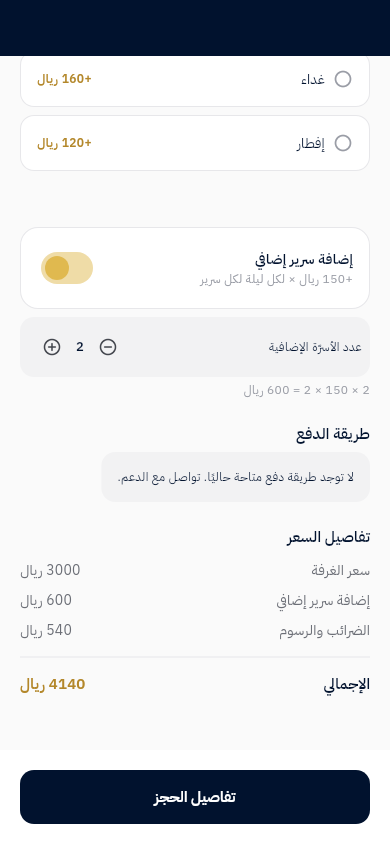 غداء +160 ريال
إفطار +120 ريال
إضافة سرير إضافي
+150 ريال × لكل ليلة لكل سرير
عدد الأسرّة الإضافية 2
2 × 150 × 2 = 600 ريال
طريقة الدفع
لا توجد طريقة دفع متاحة حاليًا. تواصل مع الدعم.
تفاصيل السعر
سعر الغرفة 3000 ريال
إضافة سرير إضافي 600 ريال
الضرائب والرسوم 540 ريال
الإجمالي 4140 ريال
تفاصيل الحجز